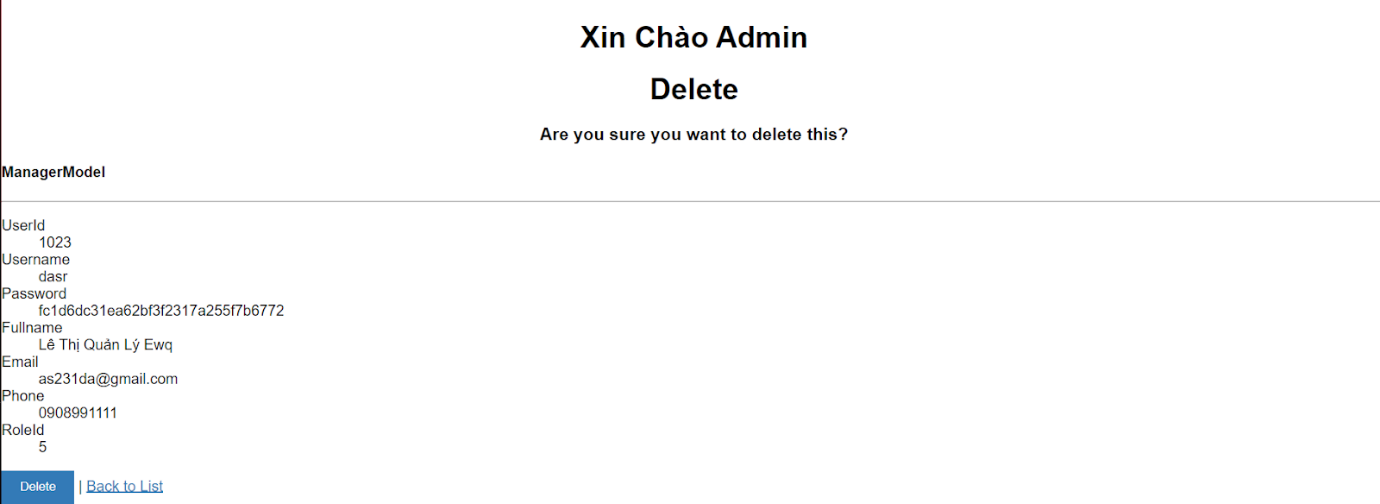 Xin Chào Admin
Delete
Are you sure you want to delete this?
ManagerModel
UserId
1023
Username
dasr
Password
fc1d6dc31ea62bf3f2317a255f7b6772
Fullname
Lê Thị Quản Lý Ewq
Email
as231da@gmail.com
Phone
0908991111
RoleId
5
Delete | Back to List